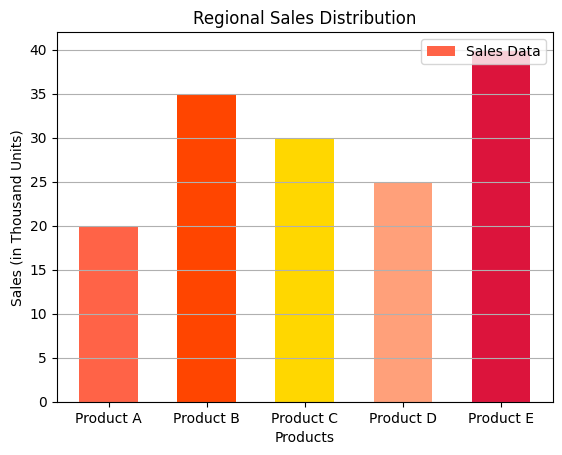 Regional Sales Distribution
Sales Data
Sales (in Thousand Units)
40
35
30
25
20
15
10
5
0
Product A Product B Product C Product D Product E
Products